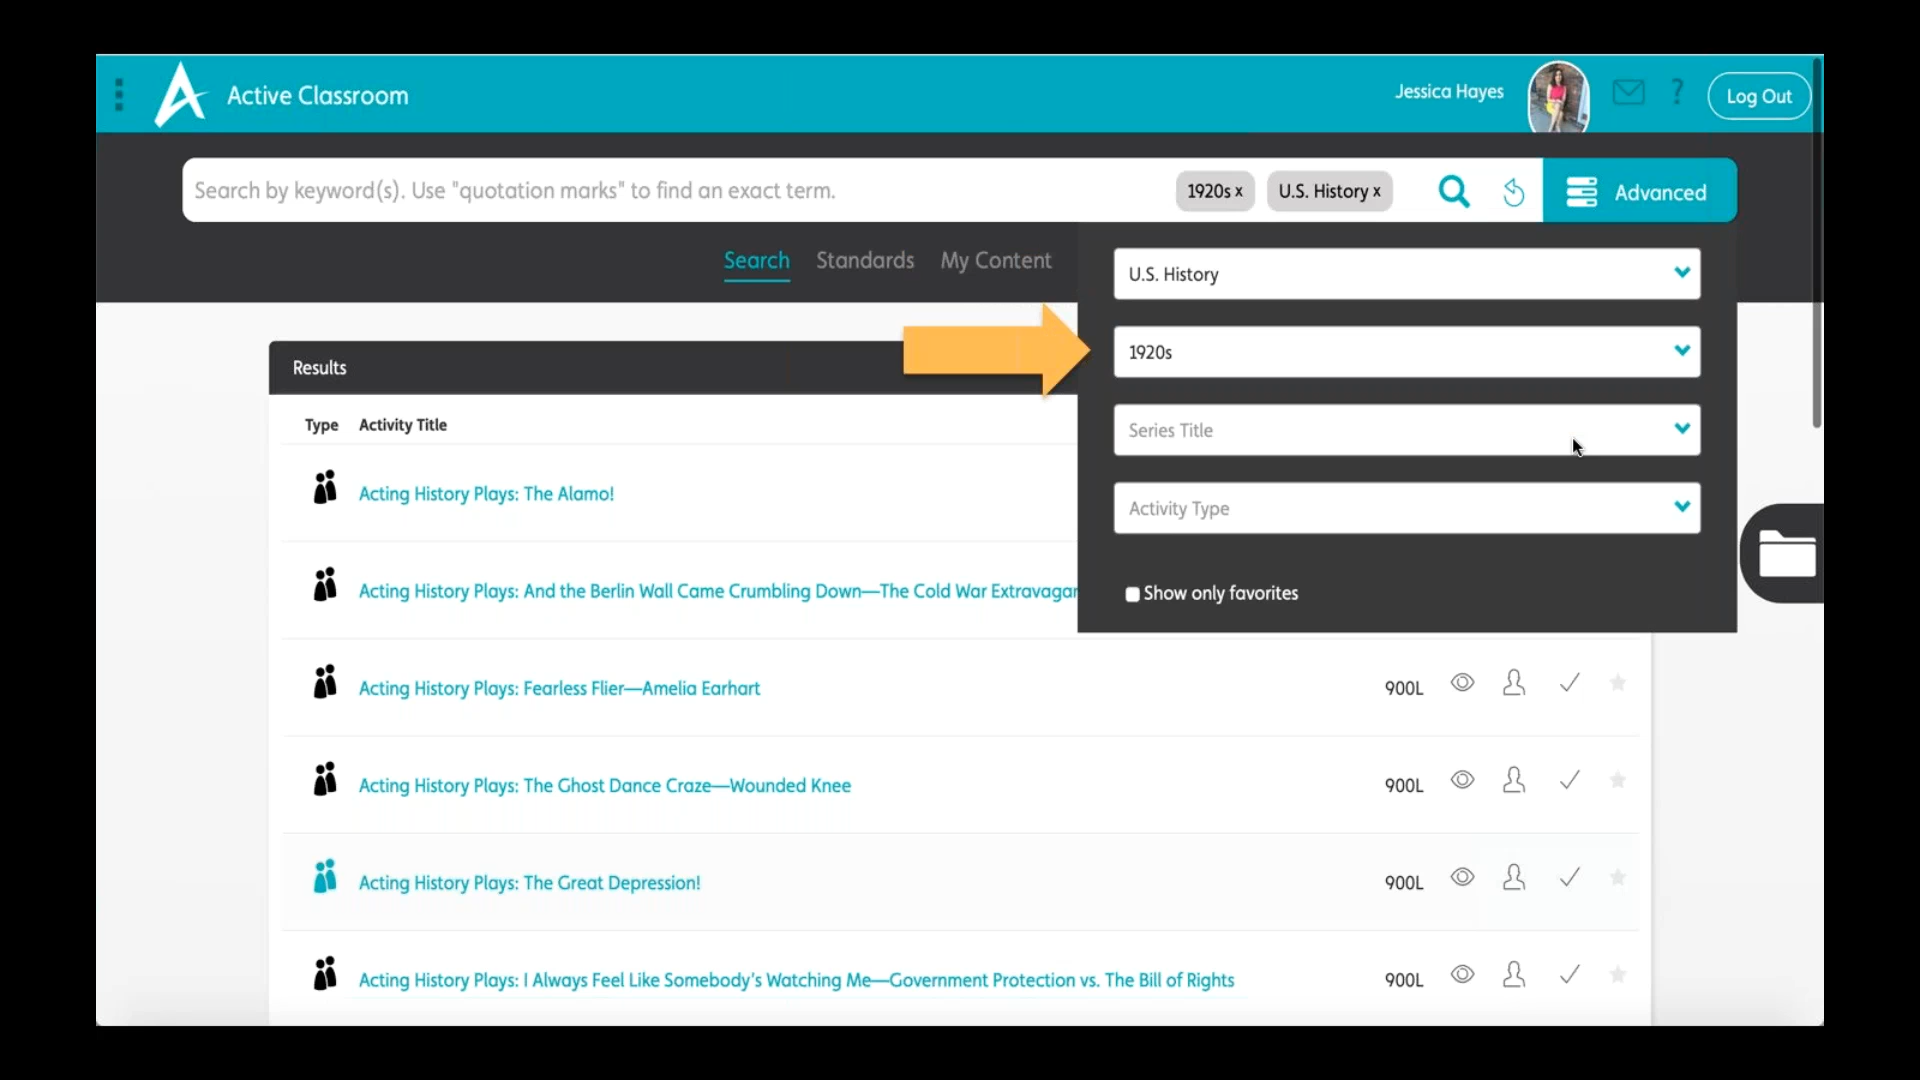 Active Classroom
Jessica Hayes
?
Log Out
Search by keyword(s). Use "quotation marks" to find an exact term.
1920s x
U.S. History x
Advanced
Search
Standards
My Content
U.S. History
1920s
Series Title
Activity Type
Show only favorites
Results
Type Activity Title
Acting History Plays: The Alamo!
Acting History Plays: And the Berlin Wall Came Crumbling Down—The Cold War Extravagan
Acting History Plays: Fearless Flier—Amelia Earhart
900L
Acting History Plays: The Ghost Dance Craze—Wounded Knee
900L
Acting History Plays: The Great Depression!
900L
Acting History Plays: I Always Feel Like Somebody's Watching Me—Government Protection vs. The Bill of Rights
900L